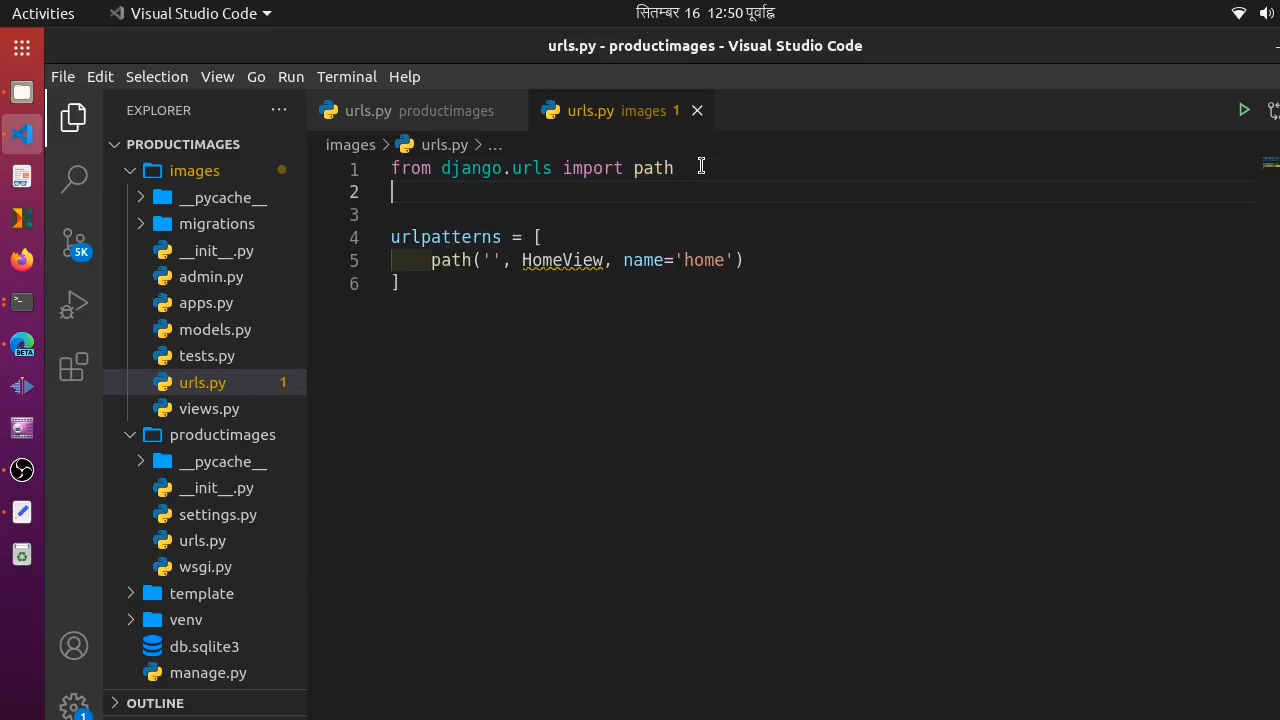 Activities
Visual Studio Code
सितम्बर 16 12:50 पूर्वाह्न
urls.py - productimages - Visual Studio Code
File Edit Selection View Go Run Terminal Help
EXPLORER
PRODUCTIMAGES
images
__pycache__
migrations
__init__.py
admin.py
apps.py
models.py
tests.py
urls.py 1
views.py
productimages
__pycache__
__init__.py
settings.py
urls.py
wsgi.py
template
venv
db.sqlite3
manage.py
OUTLINE
5K
1
BETA
urls.py productimages
urls.py images 1
images > urls.py > ...
1 from django.urls import path
2
3
4 urlpatterns = [
5     path('', HomeView, name='home')
6 ]